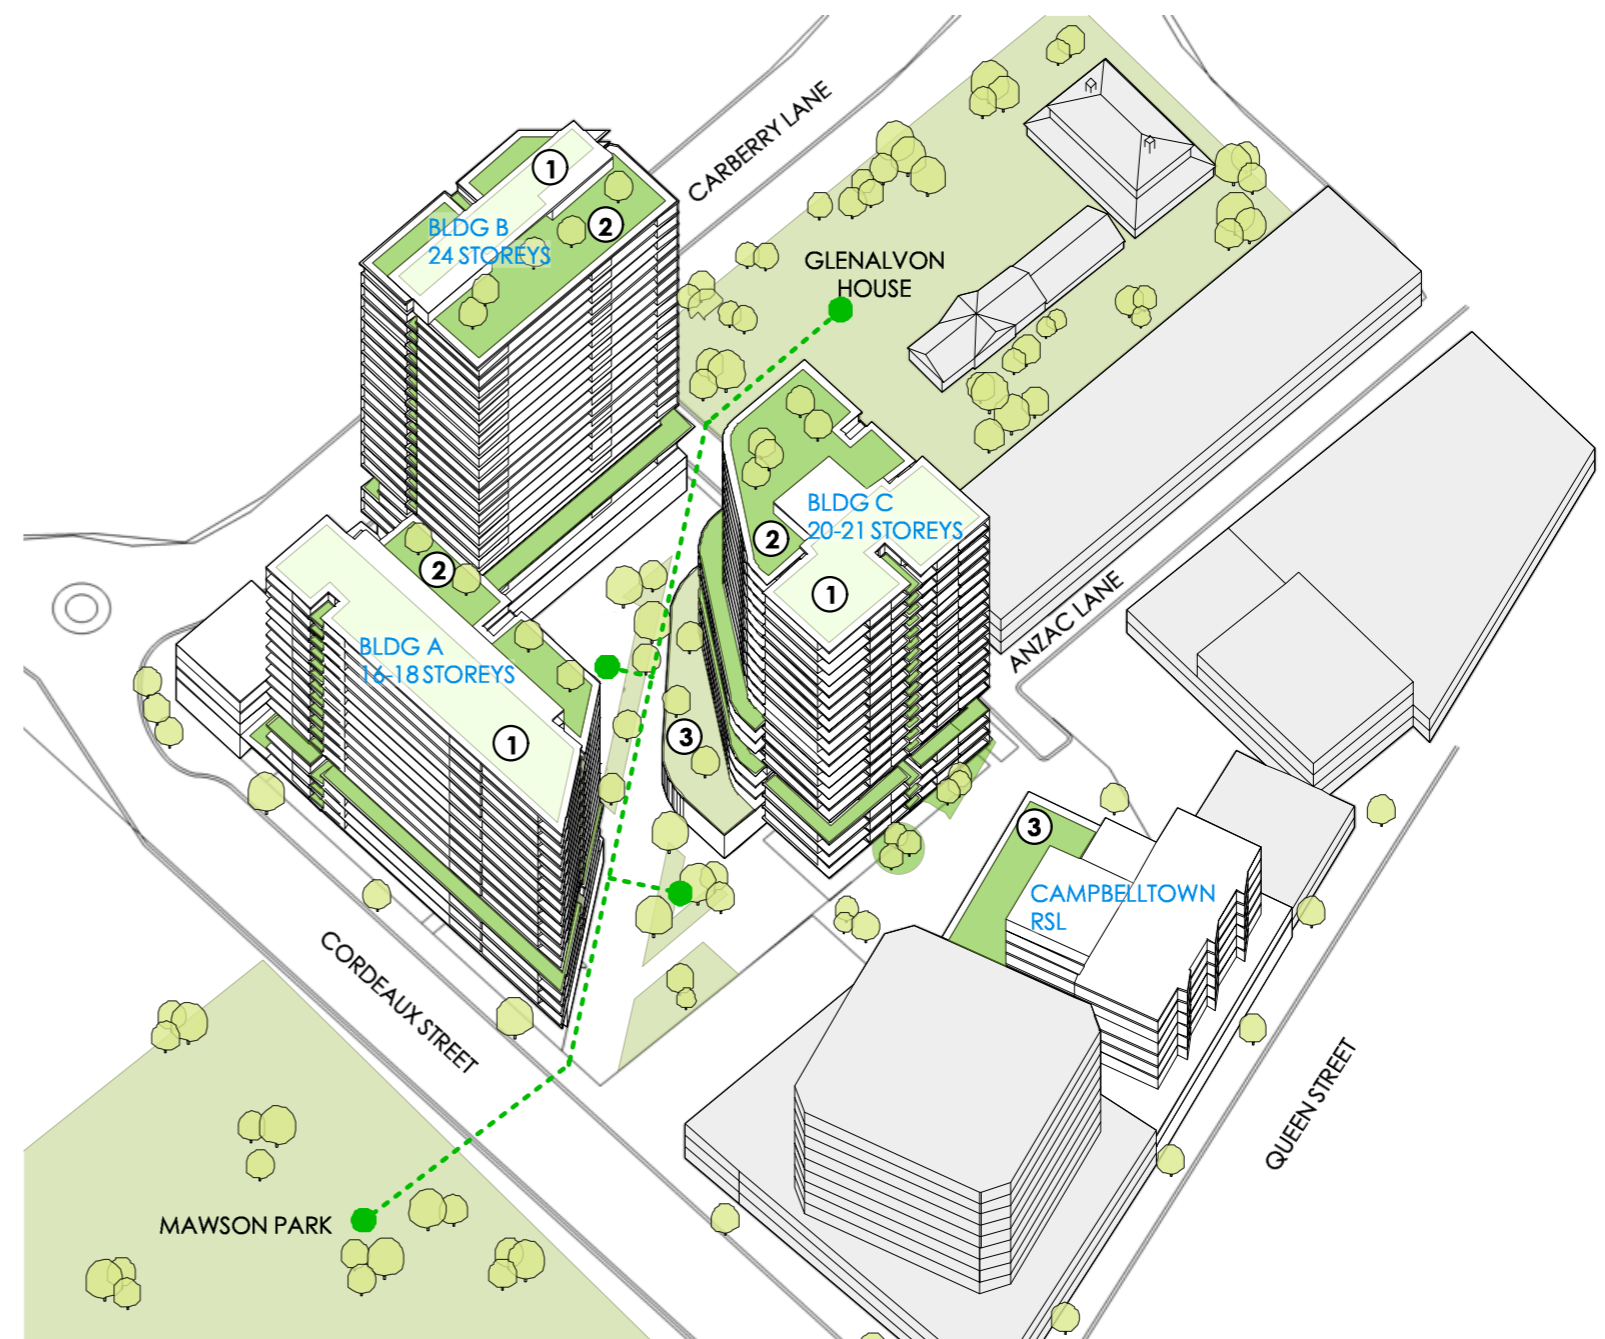 CARBERRY LANE
1
BLDG B
24 STOREYS
2
GLENALVON
HOUSE
BLDG C
20-21 STOREYS
2
1
2
BLDG A
16-18 STOREYS
1
3
ANZAC LANE
3
CAMPBELLTOWN
RSL
CORDEAUX STREET
QUEEN STREET
MAWSON PARK